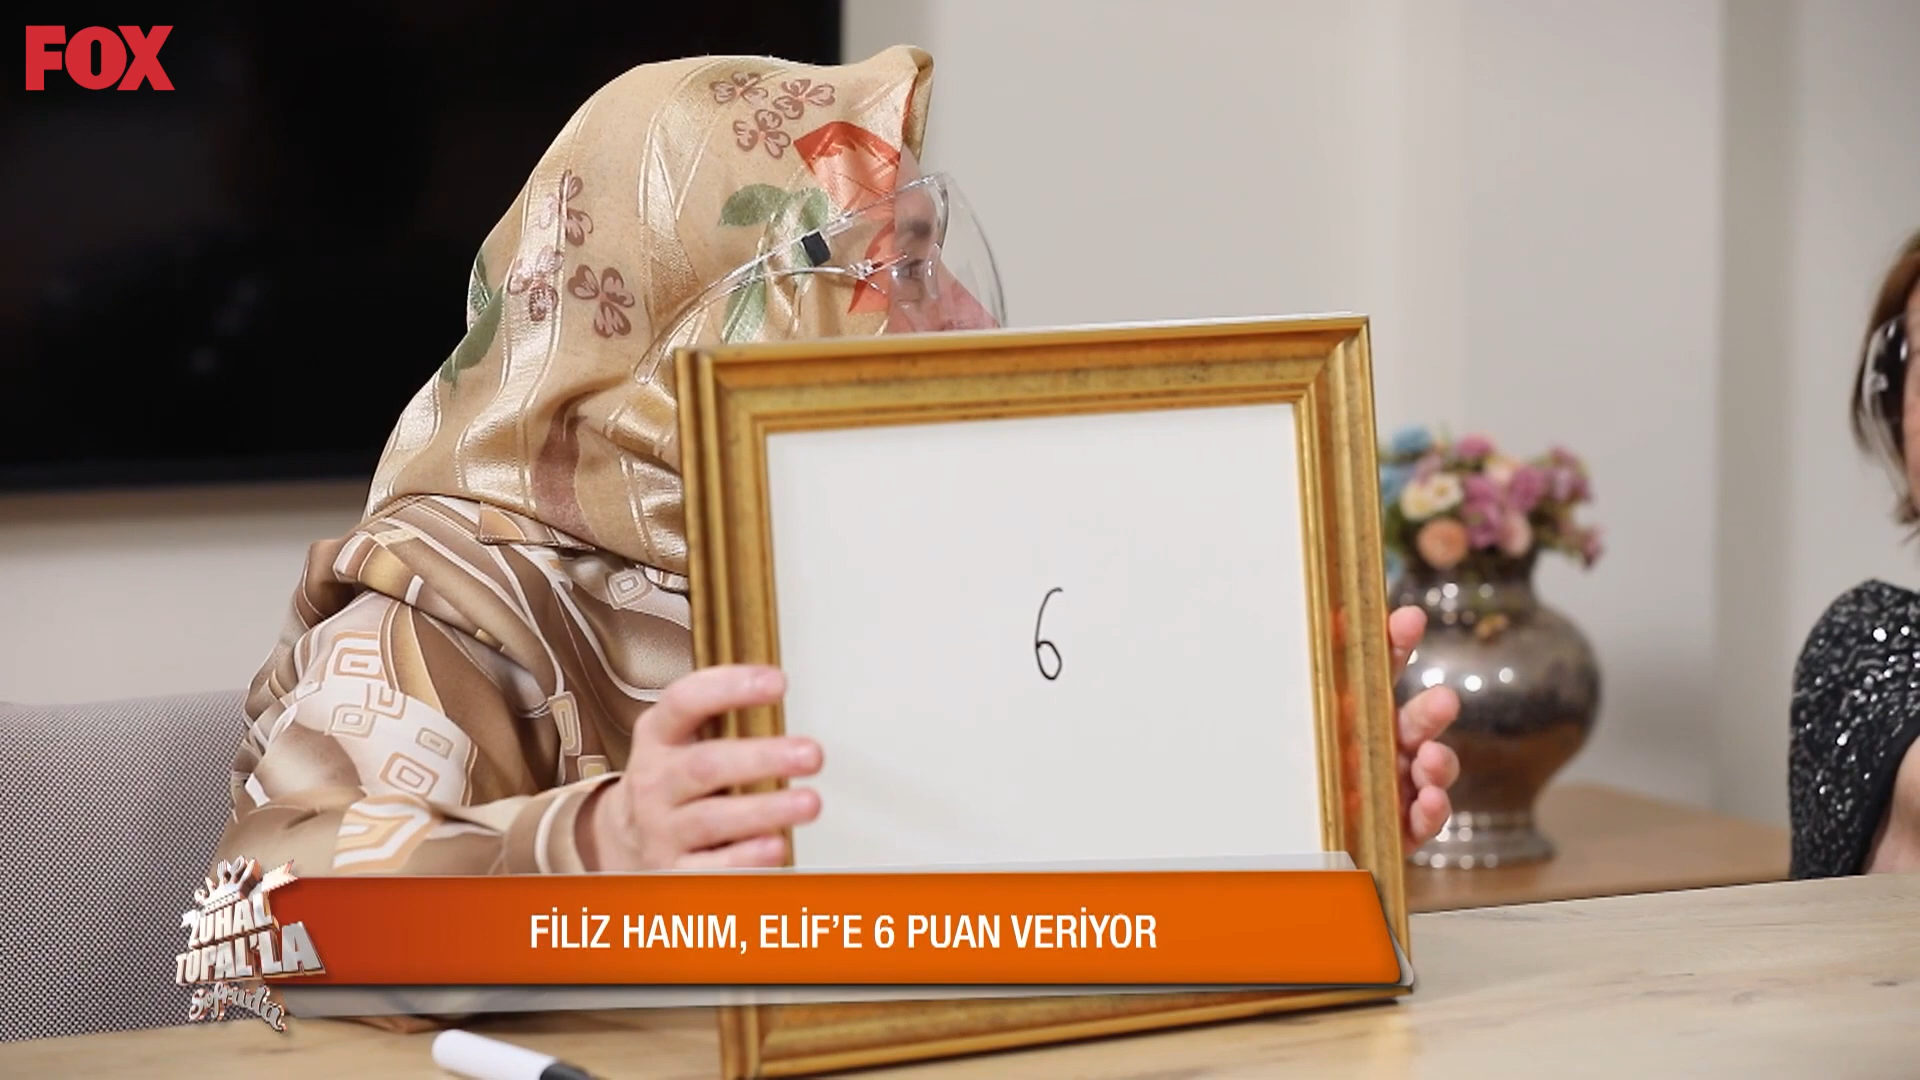 FOX
6
FİLİZ HANIM, ELİF'E 6 PUAN VERİYOR
ZUHAL
TOPAL'LA
Sofrada